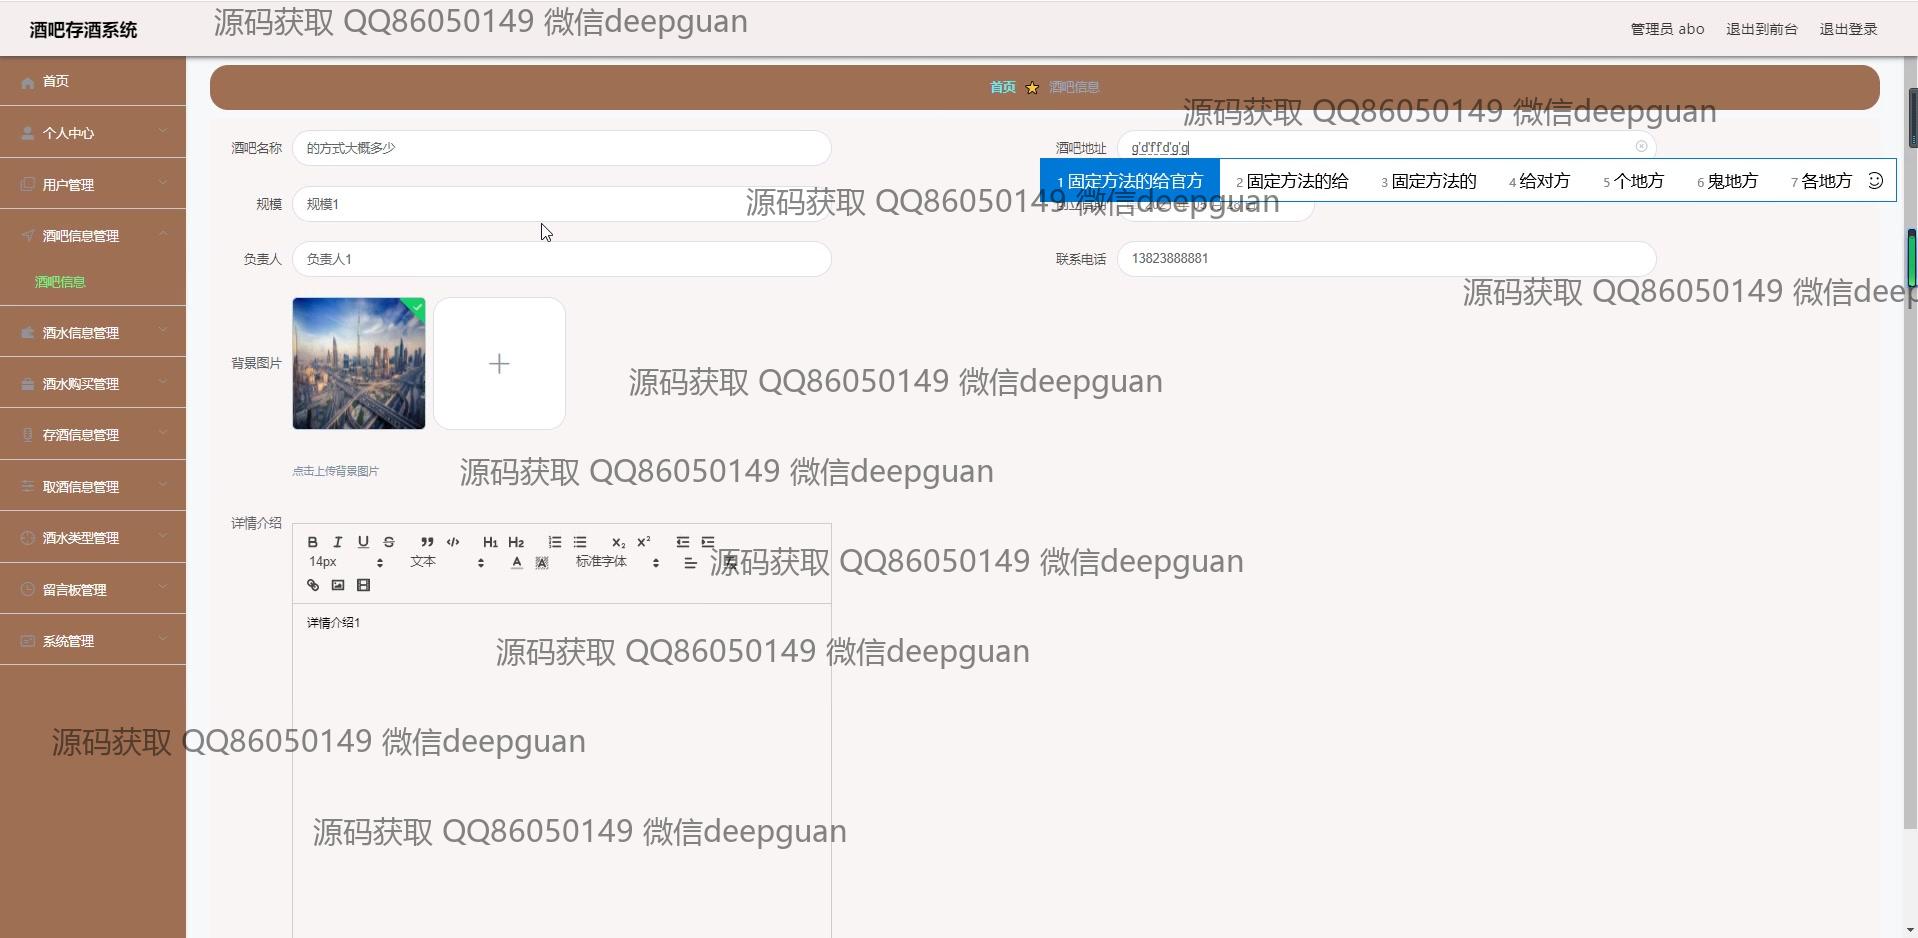 酒吧存酒系统
源码获取 QQ86050149 微信deepguan
管理员 abo
退出到前台
退出登录
首页
个人中心
用户管理
酒吧信息管理
酒吧信息
酒水信息管理
酒水购买管理
存酒信息管理
取酒信息管理
酒水类型管理
留言板管理
系统管理
首页 酒吧信息
源码获取 QQ86050149 微信deepguan
酒吧名称 的方式大概多少
酒吧地址 g'd'f'f'd'g'g
1 固定方法的给官方 2 固定方法的给 3 固定方法的 4 给对方 5 个地方 6 鬼地方 7 各地方
规模 规模1
源码获取 QQ86050149 微信deepguan
负责人 负责人1
联系电话 13823888881
源码获取 QQ86050149 微信deep
背景图片
源码获取 QQ86050149 微信deepguan
点击上传背景图片
源码获取 QQ86050149 微信deepguan
详情介绍
B I U S H1 H2 X2 X2
14px 文本 A A 标准字体
源码获取 QQ86050149 微信deepguan
详情介绍1
源码获取 QQ86050149 微信deepguan
源码获取 QQ86050149 微信deepguan
源码获取 QQ86050149 微信deepguan